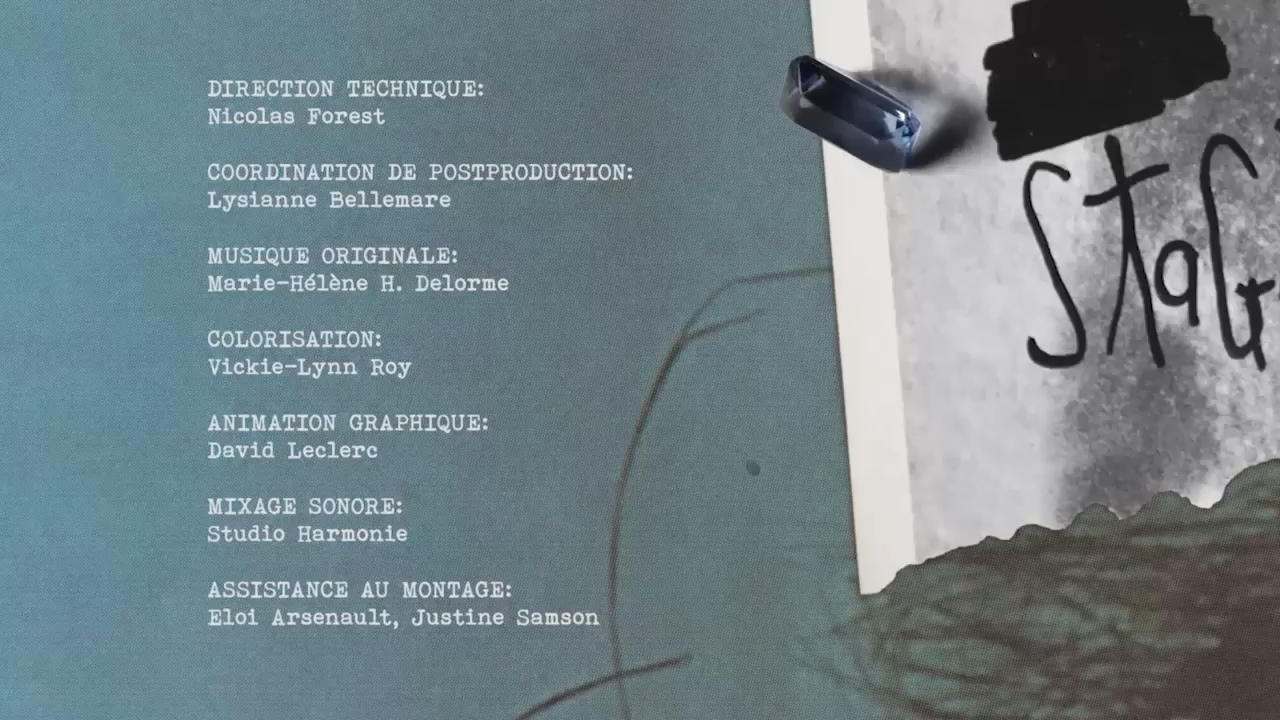 DIRECTION TECHNIQUE:
Nicolas Forest
COORDINATION DE POSTPRODUCTION:
Lysianne Bellemare
MUSIQUE ORIGINALE:
Marie-Hélène H. Delorme
COLORISATION:
Vickie-Lynn Roy
ANIMATION GRAPHIQUE:
David Leclerc
MIXAGE SONORE:
Studio Harmonie
ASSISTANCE AU MONTAGE:
Eloi Arsenault, Justine Samson